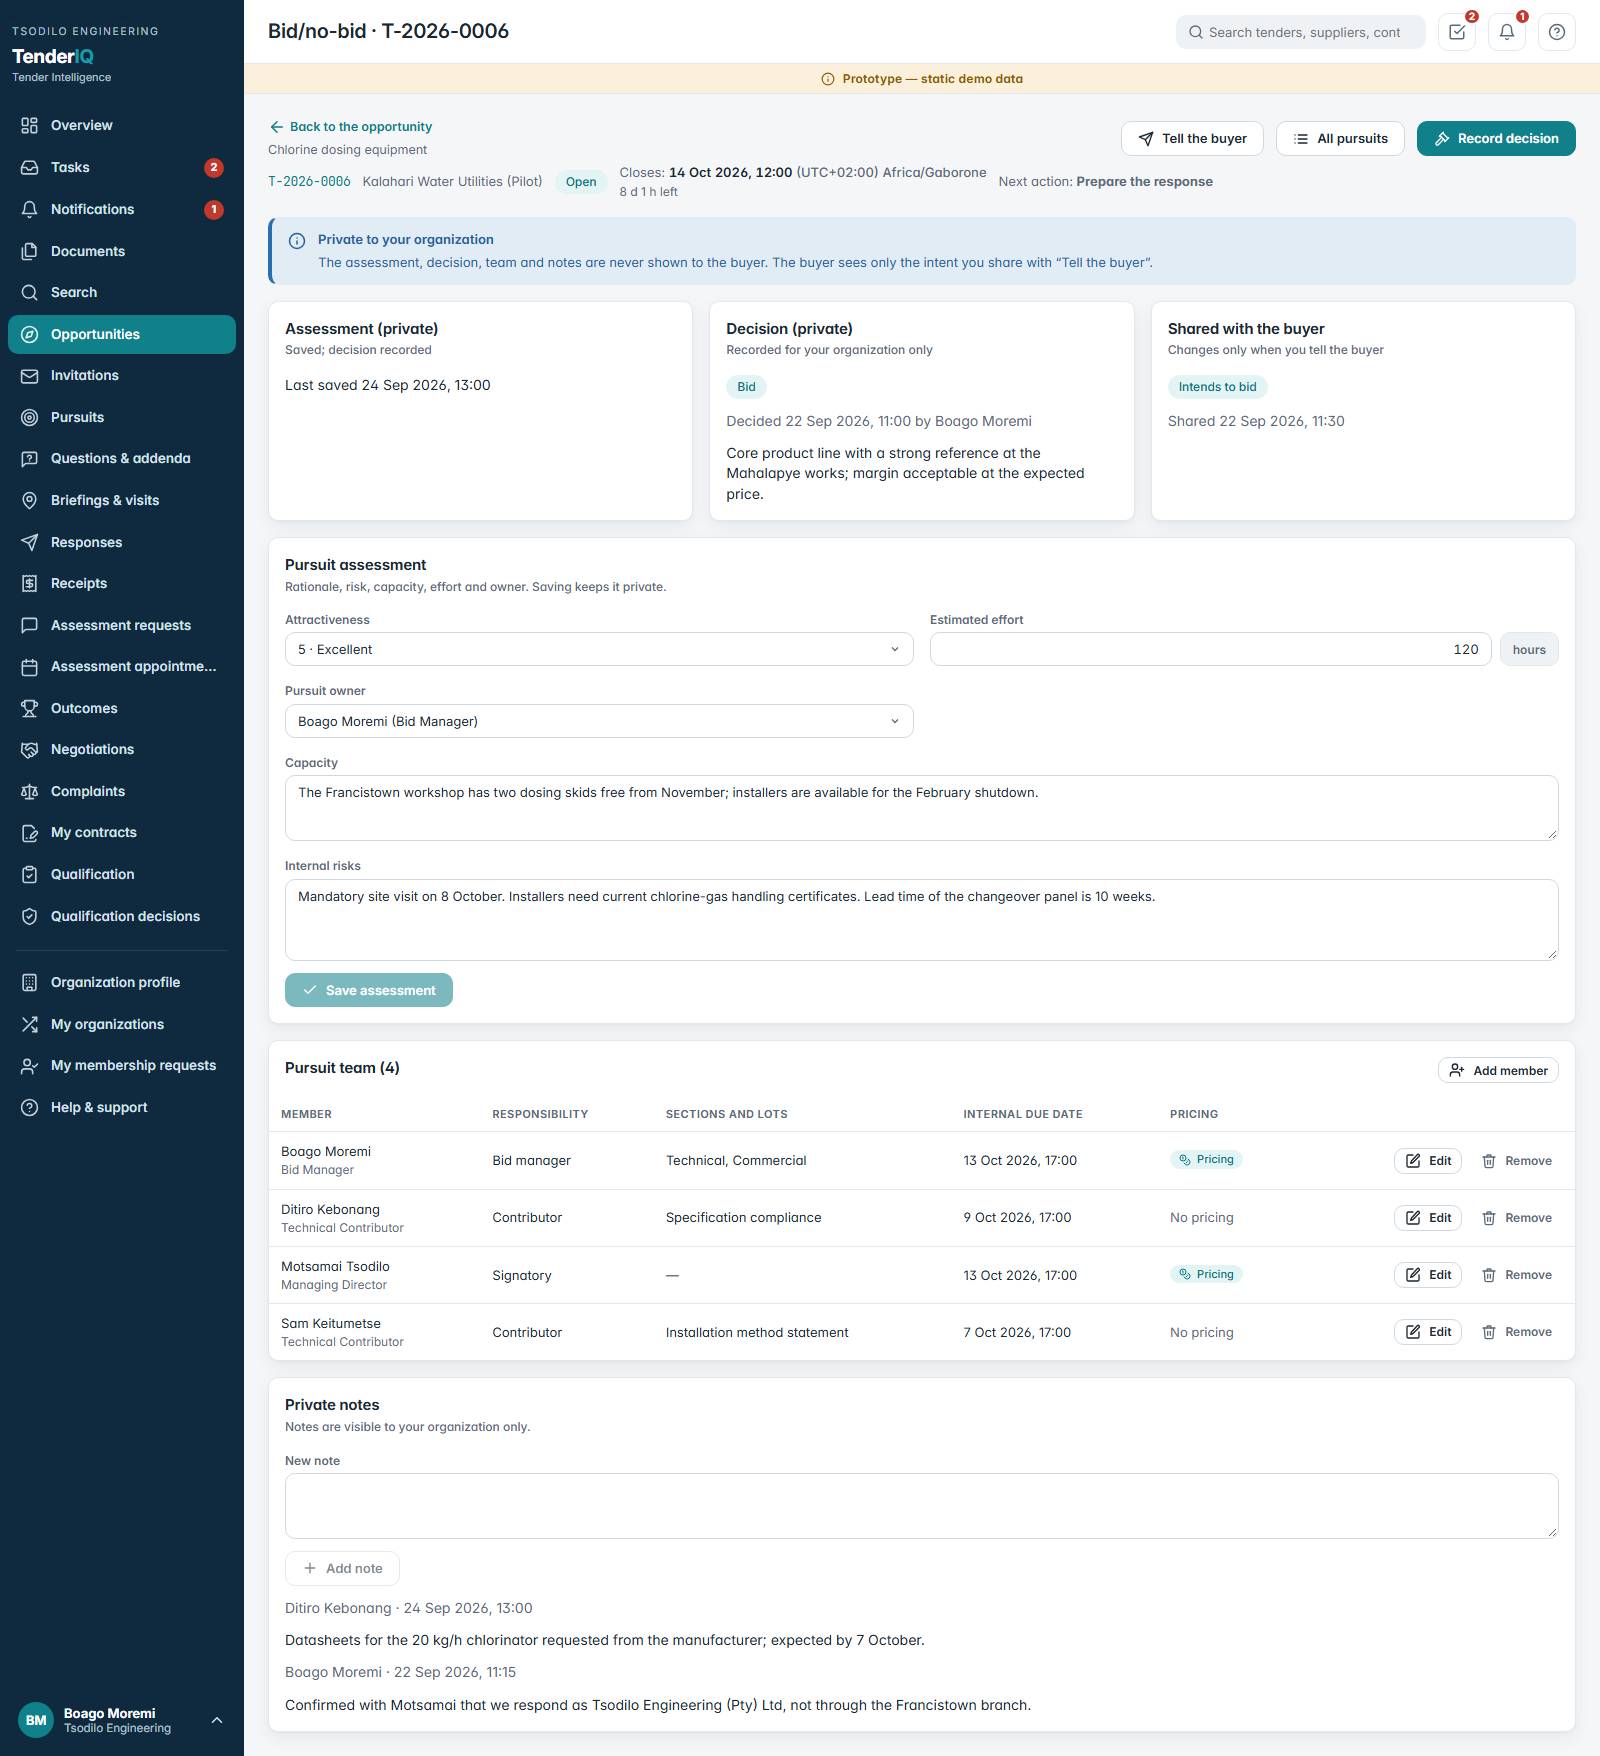 TSODILO ENGINEERING
TenderIQ
Tender Intelligence
Overview
Tasks 2
Notifications 1
Documents
Search
Opportunities
Invitations
Pursuits
Questions & addenda
Briefings & visits
Responses
Receipts
Assessment requests
Assessment appointme...
Outcomes
Negotiations
Complaints
My contracts
Qualification
Qualification decisions
Organization profile
My organizations
My membership requests
Help & support
BM
Boago Moremi
Tsodilo Engineering
Bid/no-bid · T-2026-0006
Search tenders, suppliers, cont
2
1
Prototype — static demo data
Back to the opportunity
Chlorine dosing equipment
Tell the buyer
All pursuits
Record decision
T-2026-0006 Kalahari Water Utilities (Pilot) Open Closes: 14 Oct 2026, 12:00 (UTC+02:00) Africa/Gaborone Next action: Prepare the response
8 d 1 h left
Private to your organization
The assessment, decision, team and notes are never shown to the buyer. The buyer sees only the intent you share with “Tell the buyer”.
Assessment (private)
Saved; decision recorded
Last saved 24 Sep 2026, 13:00
Decision (private)
Recorded for your organization only
Bid
Decided 22 Sep 2026, 11:00 by Boago Moremi
Core product line with a strong reference at the
Mahalapye works; margin acceptable at the expected
price.
Shared with the buyer
Changes only when you tell the buyer
Intends to bid
Shared 22 Sep 2026, 11:30
Pursuit assessment
Rationale, risk, capacity, effort and owner. Saving keeps it private.
Attractiveness
5 · Excellent
Estimated effort
120 hours
Pursuit owner
Boago Moremi (Bid Manager)
Capacity
The Francistown workshop has two dosing skids free from November; installers are available for the February shutdown.
Internal risks
Mandatory site visit on 8 October. Installers need current chlorine-gas handling certificates. Lead time of the changeover panel is 10 weeks.
Save assessment
Pursuit team (4)
Add member
MEMBER RESPONSIBILITY SECTIONS AND LOTS INTERNAL DUE DATE PRICING
Boago Moremi
Bid Manager
Bid manager Technical, Commercial 13 Oct 2026, 17:00 Pricing Edit Remove
Ditiro Kebonang
Technical Contributor
Contributor Specification compliance 9 Oct 2026, 17:00 No pricing Edit Remove
Motsamai Tsodilo
Managing Director
Signatory — 13 Oct 2026, 17:00 Pricing Edit Remove
Sam Keitumetse
Technical Contributor
Contributor Installation method statement 7 Oct 2026, 17:00 No pricing Edit Remove
Private notes
Notes are visible to your organization only.
New note
Add note
Ditiro Kebonang · 24 Sep 2026, 13:00
Datasheets for the 20 kg/h chlorinator requested from the manufacturer; expected by 7 October.
Boago Moremi · 22 Sep 2026, 11:15
Confirmed with Motsamai that we respond as Tsodilo Engineering (Pty) Ltd, not through the Francistown branch.